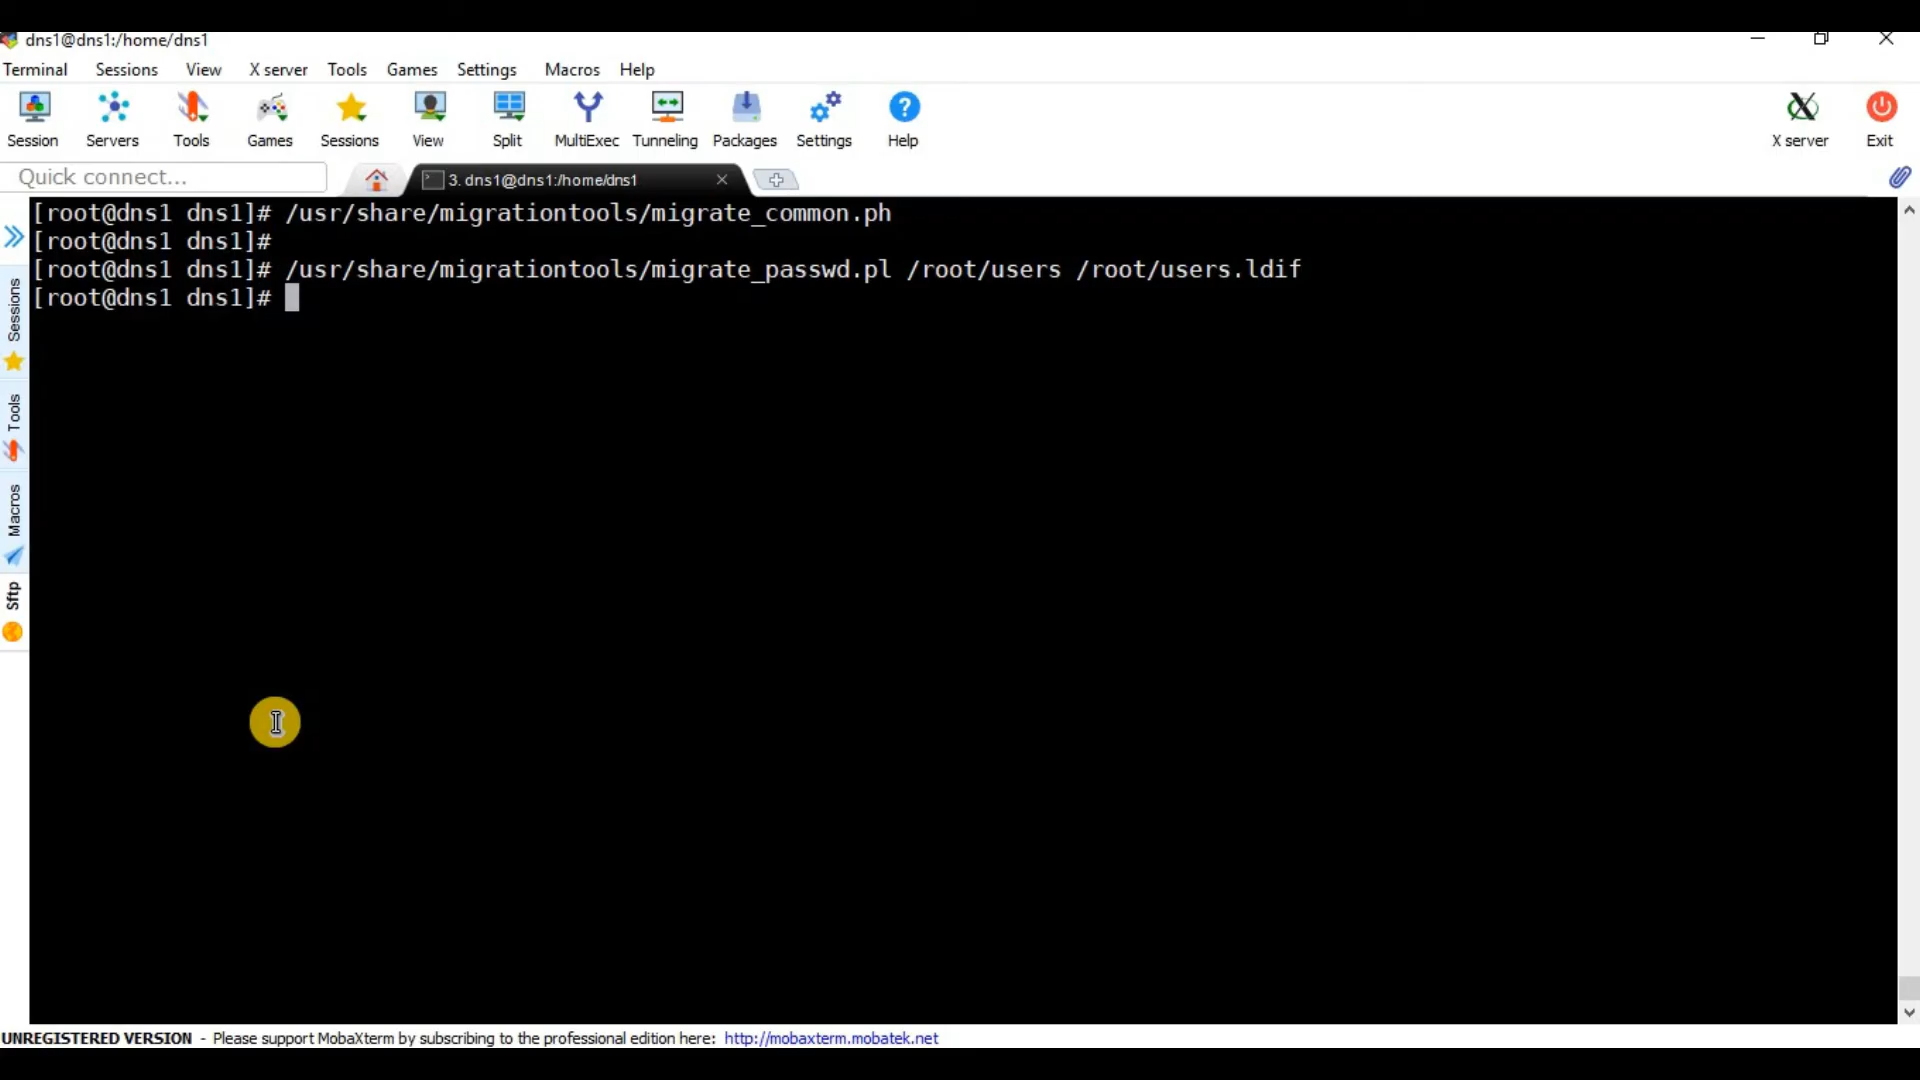 dns1@dns1:/home/dns1
Terminal Sessions View X server Tools Games Settings Macros Help
Session Servers Tools Games Sessions View Split MultiExec Tunneling Packages Settings Help X server Exit
Quick connect...
3. dns1@dns1:/home/dns1
[root@dns1 dns1]# /usr/share/migrationtools/migrate_common.ph
[root@dns1 dns1]#
[root@dns1 dns1]# /usr/share/migrationtools/migrate_passwd.pl /root/users /root/users.ldif
[root@dns1 dns1]#
Sessions
Tools
Macros
Sftp
UNREGISTERED VERSION - Please support MobaXterm by subscribing to the professional edition here: http://mobaxterm.mobatek.net